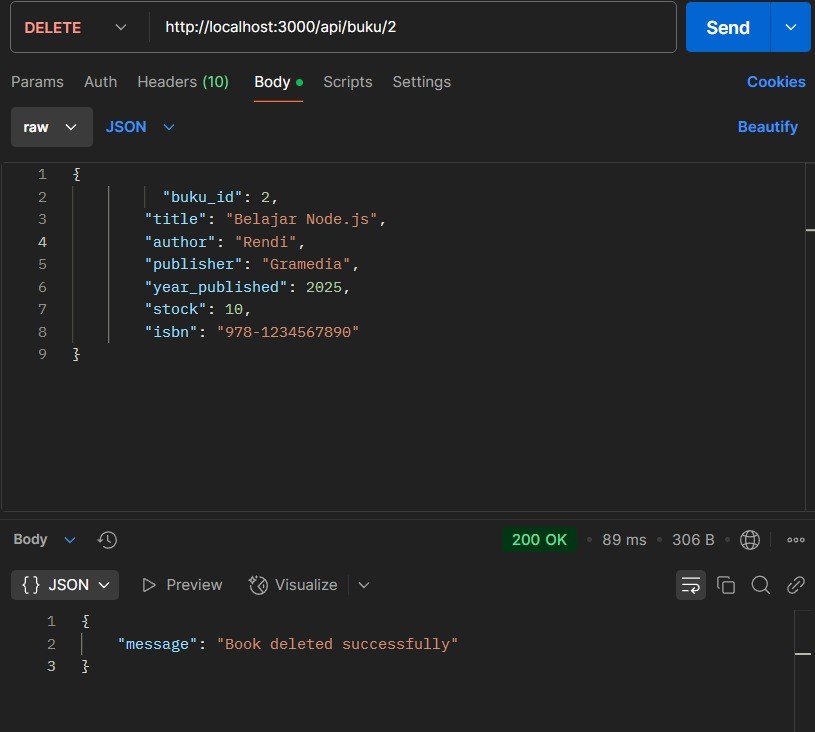 DELETE http://localhost:3000/api/buku/2 Send
Params Auth Headers (10) Body Scripts Settings Cookies
raw JSON Beautify
1 {
2 "buku_id": 2,
3 "title": "Belajar Node.js",
4 "author": "Rendi",
5 "publisher": "Gramedia",
6 "year_published": 2025,
7 "stock": 10,
8 "isbn": "978-1234567890"
9 }
Body 200 OK • 89 ms • 306 B •
{} JSON Preview Visualize
1 {
2 "message": "Book deleted successfully"
3 }